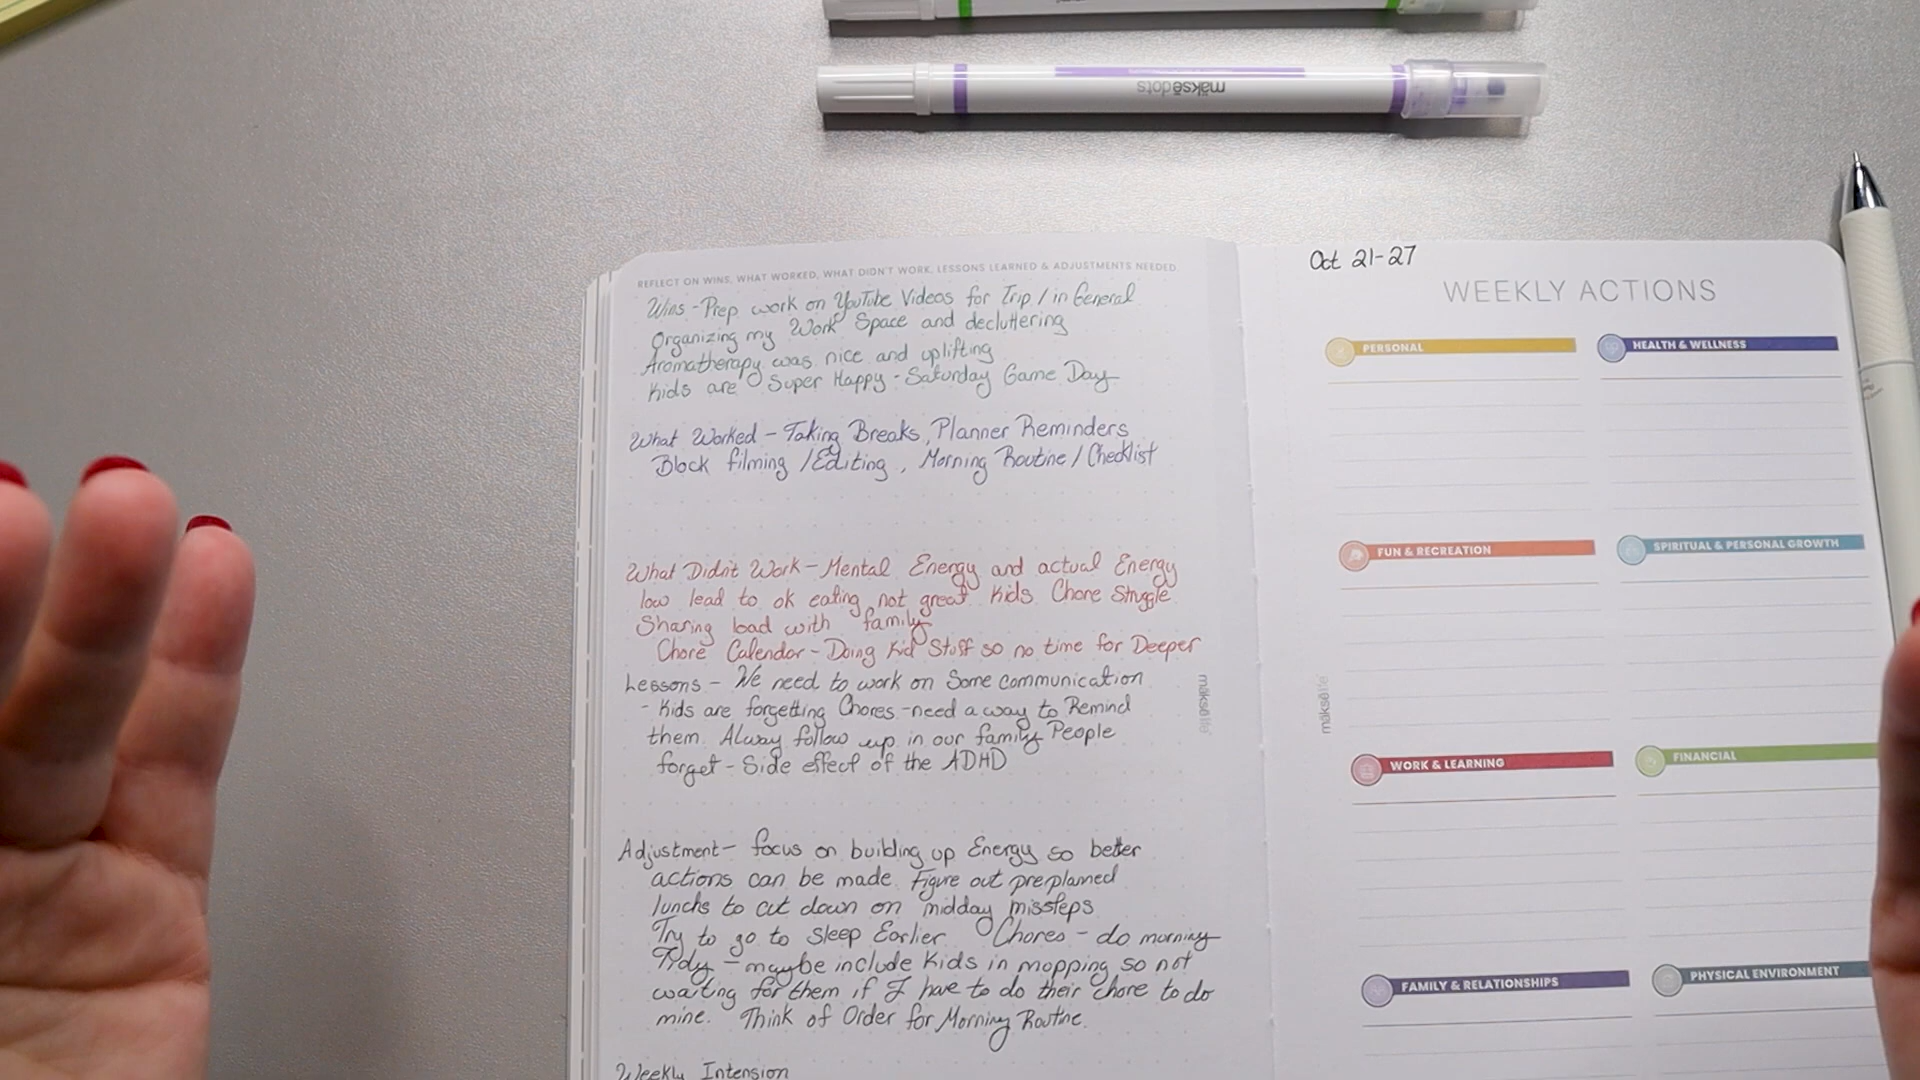 mäksēdots
REFLECT ON WINS, WHAT WORKED, WHAT DIDN'T WORK, LESSONS LEARNED & ADJUSTMENTS NEEDED
Wins - Prep work on YouTube Videos for Trip / in General
Organizing my Work Space and decluttering
Aromatherapy was nice and uplifting
Kids are Super Happy - Saturday Game Day
What Worked - Taking Breaks, Planner Reminders
Block filming / Editing, Morning Routine / Checklist
What Didn't Work - Mental Energy and actual Energy
low lead to ok eating not great. Kids Chore Struggle
Sharing load with family
Chore Calendar - Doing Kid Stuff so no time for Deeper
Lessons - We need to work on Some communication
- Kids are forgetting Chores - need a way to Remind
them. Alway follow up in our family People
forget - Side effect of the ADHD
Adjustment - focus on building up Energy so better
actions can be made. Figure out preplanned
lunchs to cut down on midday missteps
Try to go to Sleep Earlier Chores - do morning
Tidy - maybe include Kids in mopping so not
waiting for them if I have to do their chore to do
mine. Think of Order for Morning Routine.
Weekly Intension
mäksēlife
Oct 21-27
WEEKLY ACTIONS
PERSONAL
HEALTH & WELLNESS
FUN & RECREATION
SPIRITUAL & PERSONAL GROWTH
mäksēlife
WORK & LEARNING
FINANCIAL
FAMILY & RELATIONSHIPS
PHYSICAL ENVIRONMENT